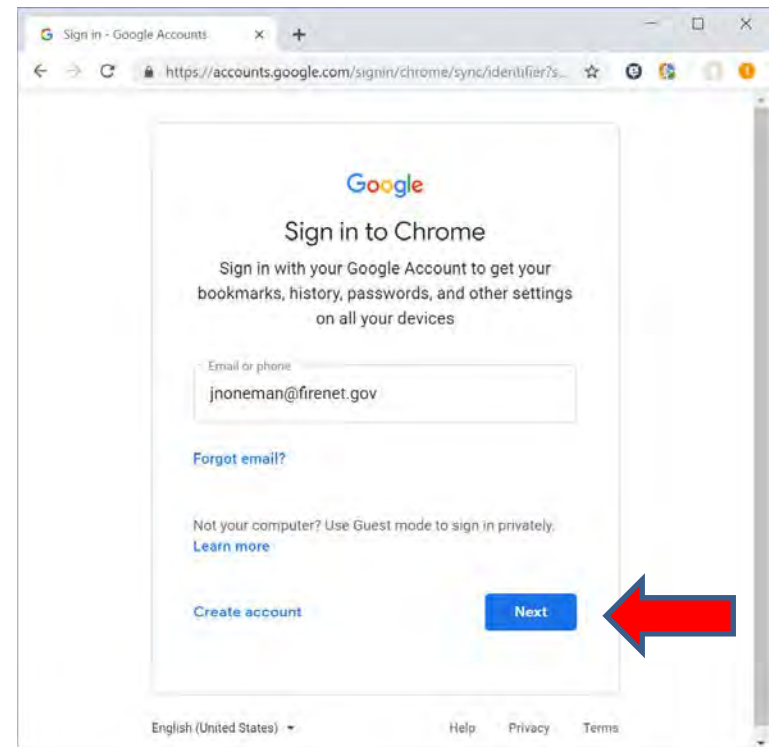 Sign in - Google Accounts
https://accounts.google.com/signin/chrome/sync/identifier?s...
Google
Sign in to Chrome
Sign in with your Google Account to get your
bookmarks, history, passwords, and other settings
on all your devices
Email or phone
jnoneman@firenet.gov
Forgot email?
Not your computer? Use Guest mode to sign in privately.
Learn more
Create account Next
English (United States) Help Privacy Terms